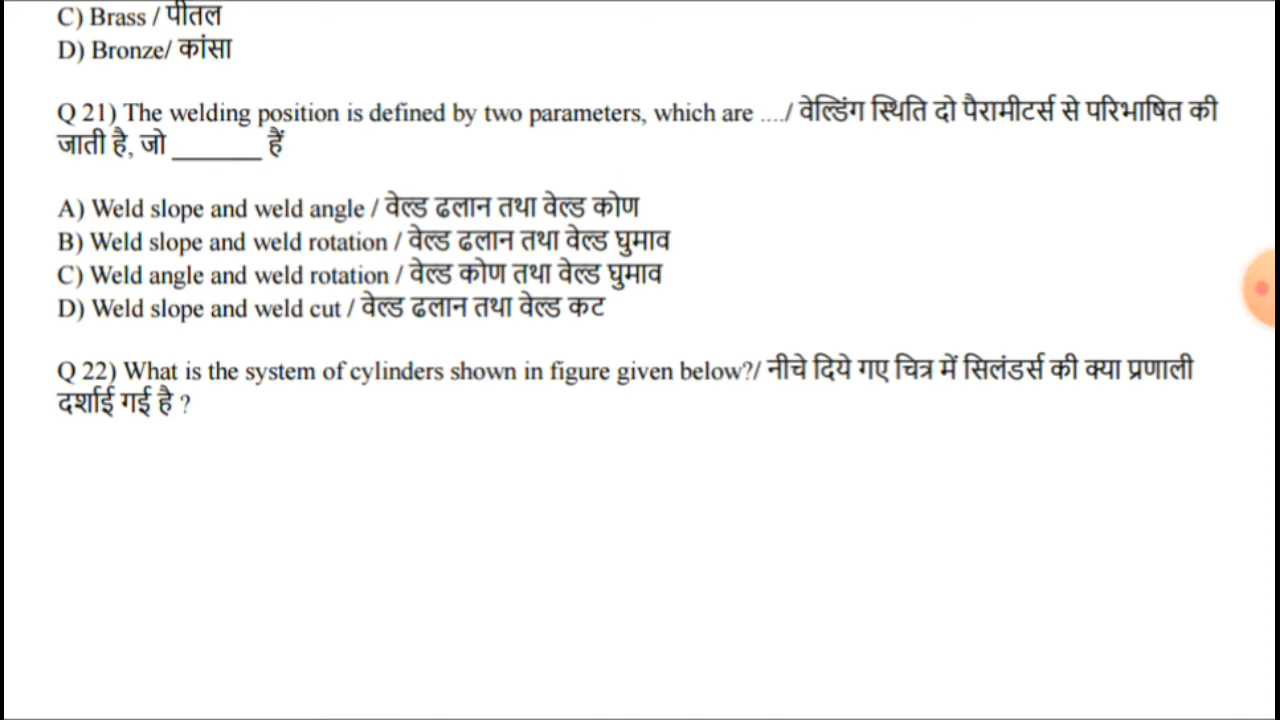 C) Brass / पीतल
D) Bronze/ कांसा
Q 21) The welding position is defined by two parameters, which are ..../ वेल्डिंग स्थिति दो पैरामीटर्स से परिभाषित की
जाती है, जो ________ हैं
A) Weld slope and weld angle / वेल्ड ढलान तथा वेल्ड कोण
B) Weld slope and weld rotation / वेल्ड ढलान तथा वेल्ड घुमाव
C) Weld angle and weld rotation / वेल्ड कोण तथा वेल्ड घुमाव
D) Weld slope and weld cut / वेल्ड ढलान तथा वेल्ड कट
Q 22) What is the system of cylinders shown in figure given below?/ नीचे दिये गए चित्र में सिलंडर्स की क्या प्रणाली
दर्शाई गई है ?